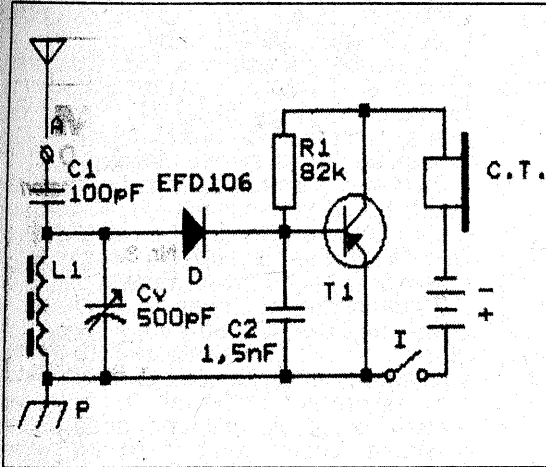 A
C1
100pF
EFD106
R1
82k
C.T.
L1
D
T1
Cv
500pF
C2
1,5nF
I
-
+
P